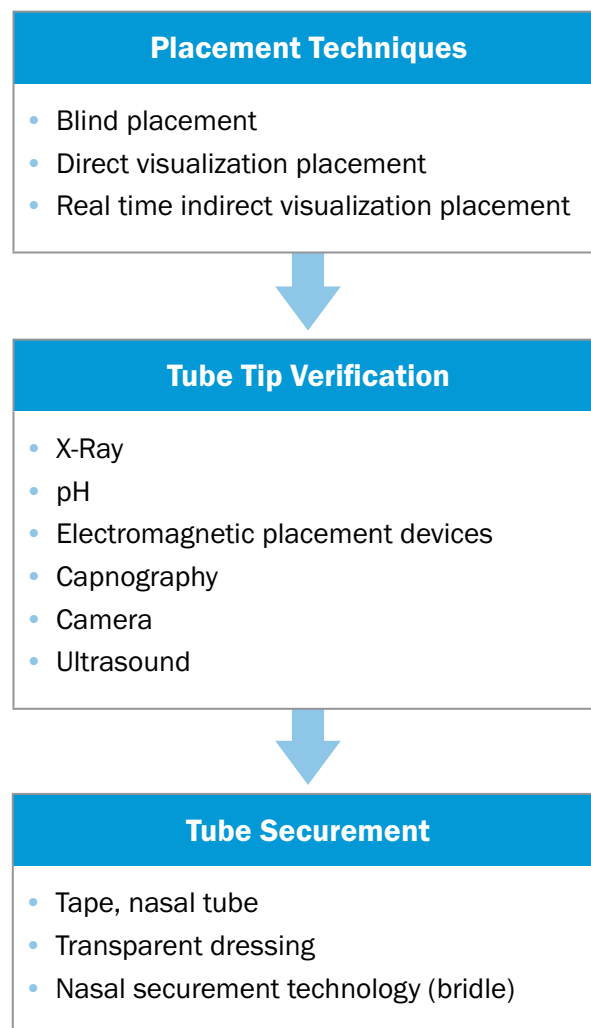 Placement Techniques
• Blind placement
• Direct visualization placement
• Real time indirect visualization placement
Tube Tip Verification
• X-Ray
• pH
• Electromagnetic placement devices
• Capnography
• Camera
• Ultrasound
Tube Securement
• Tape, nasal tube
• Transparent dressing
• Nasal securement technology (bridle)